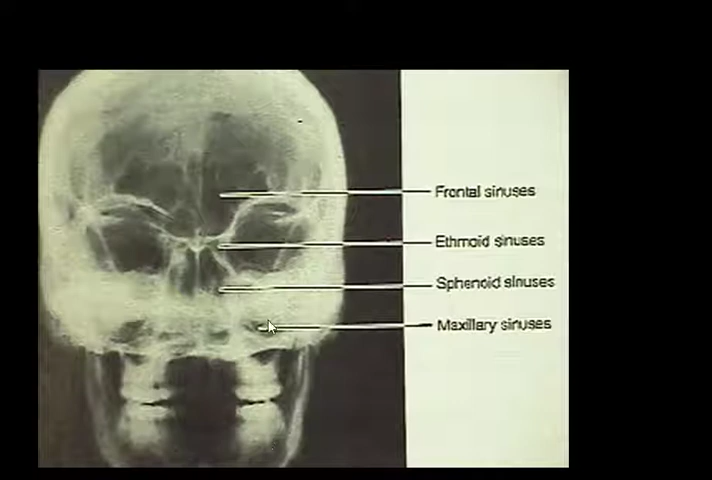 Frontal sinuses
Ethmoid sinuses
Sphenoid sinuses
Maxillary sinuses